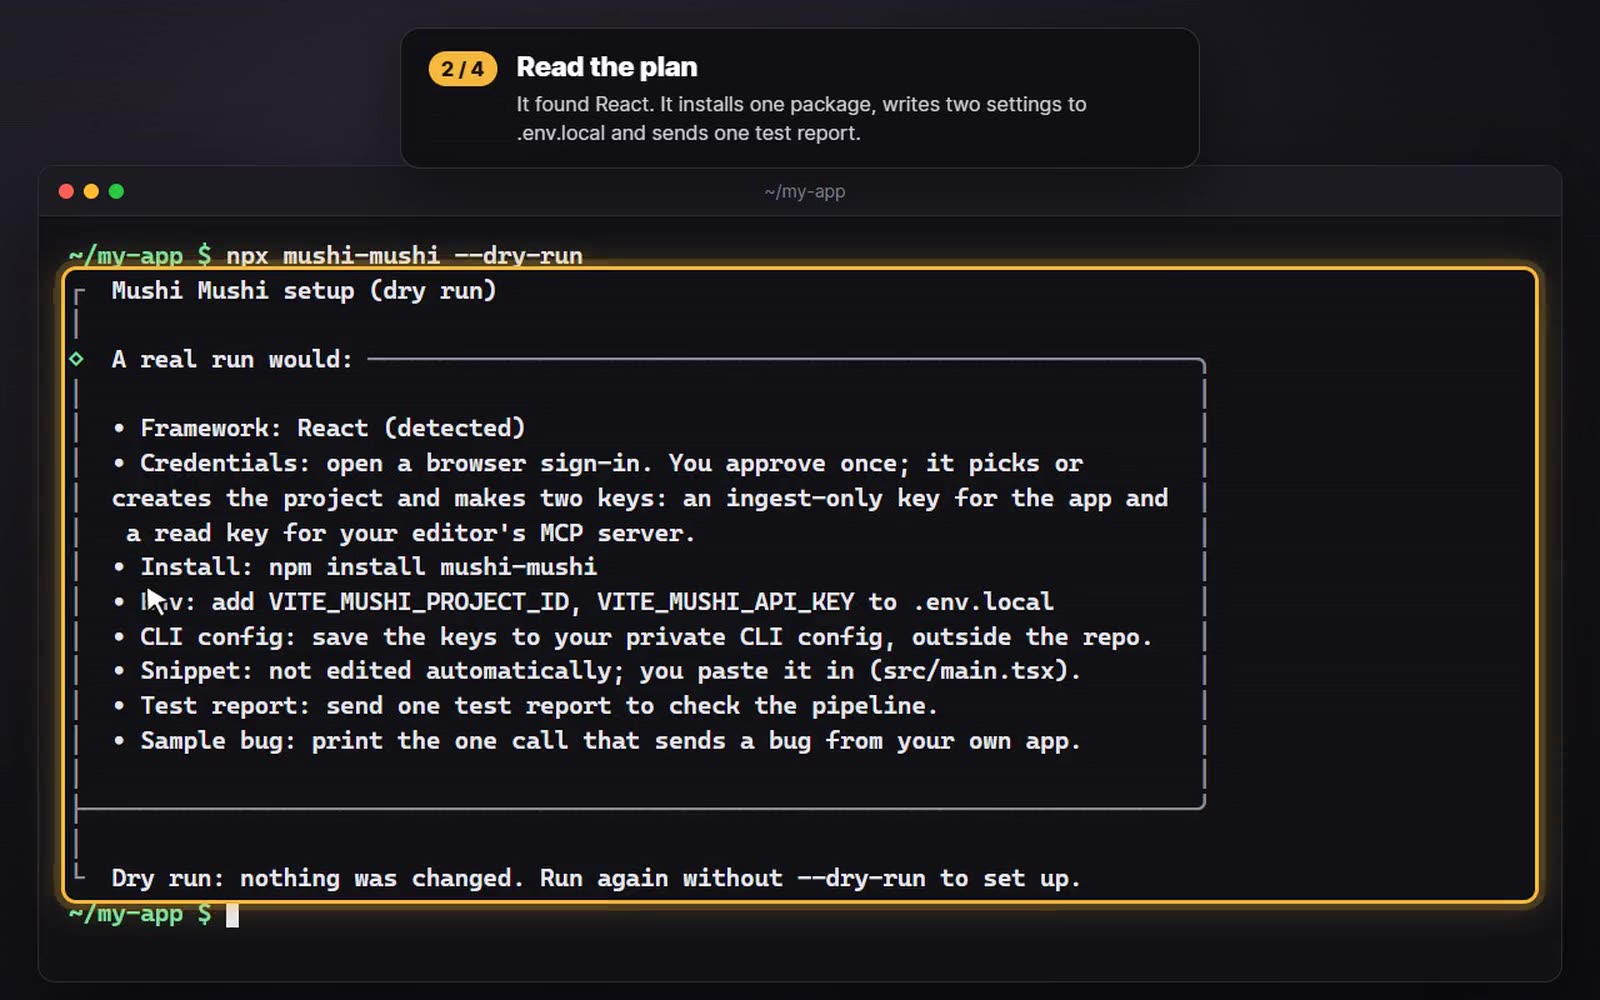 2 / 4
Read the plan
It found React. It installs one package, writes two settings to
.env.local and sends one test report.
~/my-app
~/my-app $ npx mushi-mushi --dry-run
Mushi Mushi setup (dry run)
A real run would:
• Framework: React (detected)
• Credentials: open a browser sign-in. You approve once; it picks or
creates the project and makes two keys: an ingest-only key for the app and
a read key for your editor's MCP server.
• Install: npm install mushi-mushi
• Env: add VITE_MUSHI_PROJECT_ID, VITE_MUSHI_API_KEY to .env.local
• CLI config: save the keys to your private CLI config, outside the repo.
• Snippet: not edited automatically; you paste it in (src/main.tsx).
• Test report: send one test report to check the pipeline.
• Sample bug: print the one call that sends a bug from your own app.
Dry run: nothing was changed. Run again without --dry-run to set up.
~/my-app $